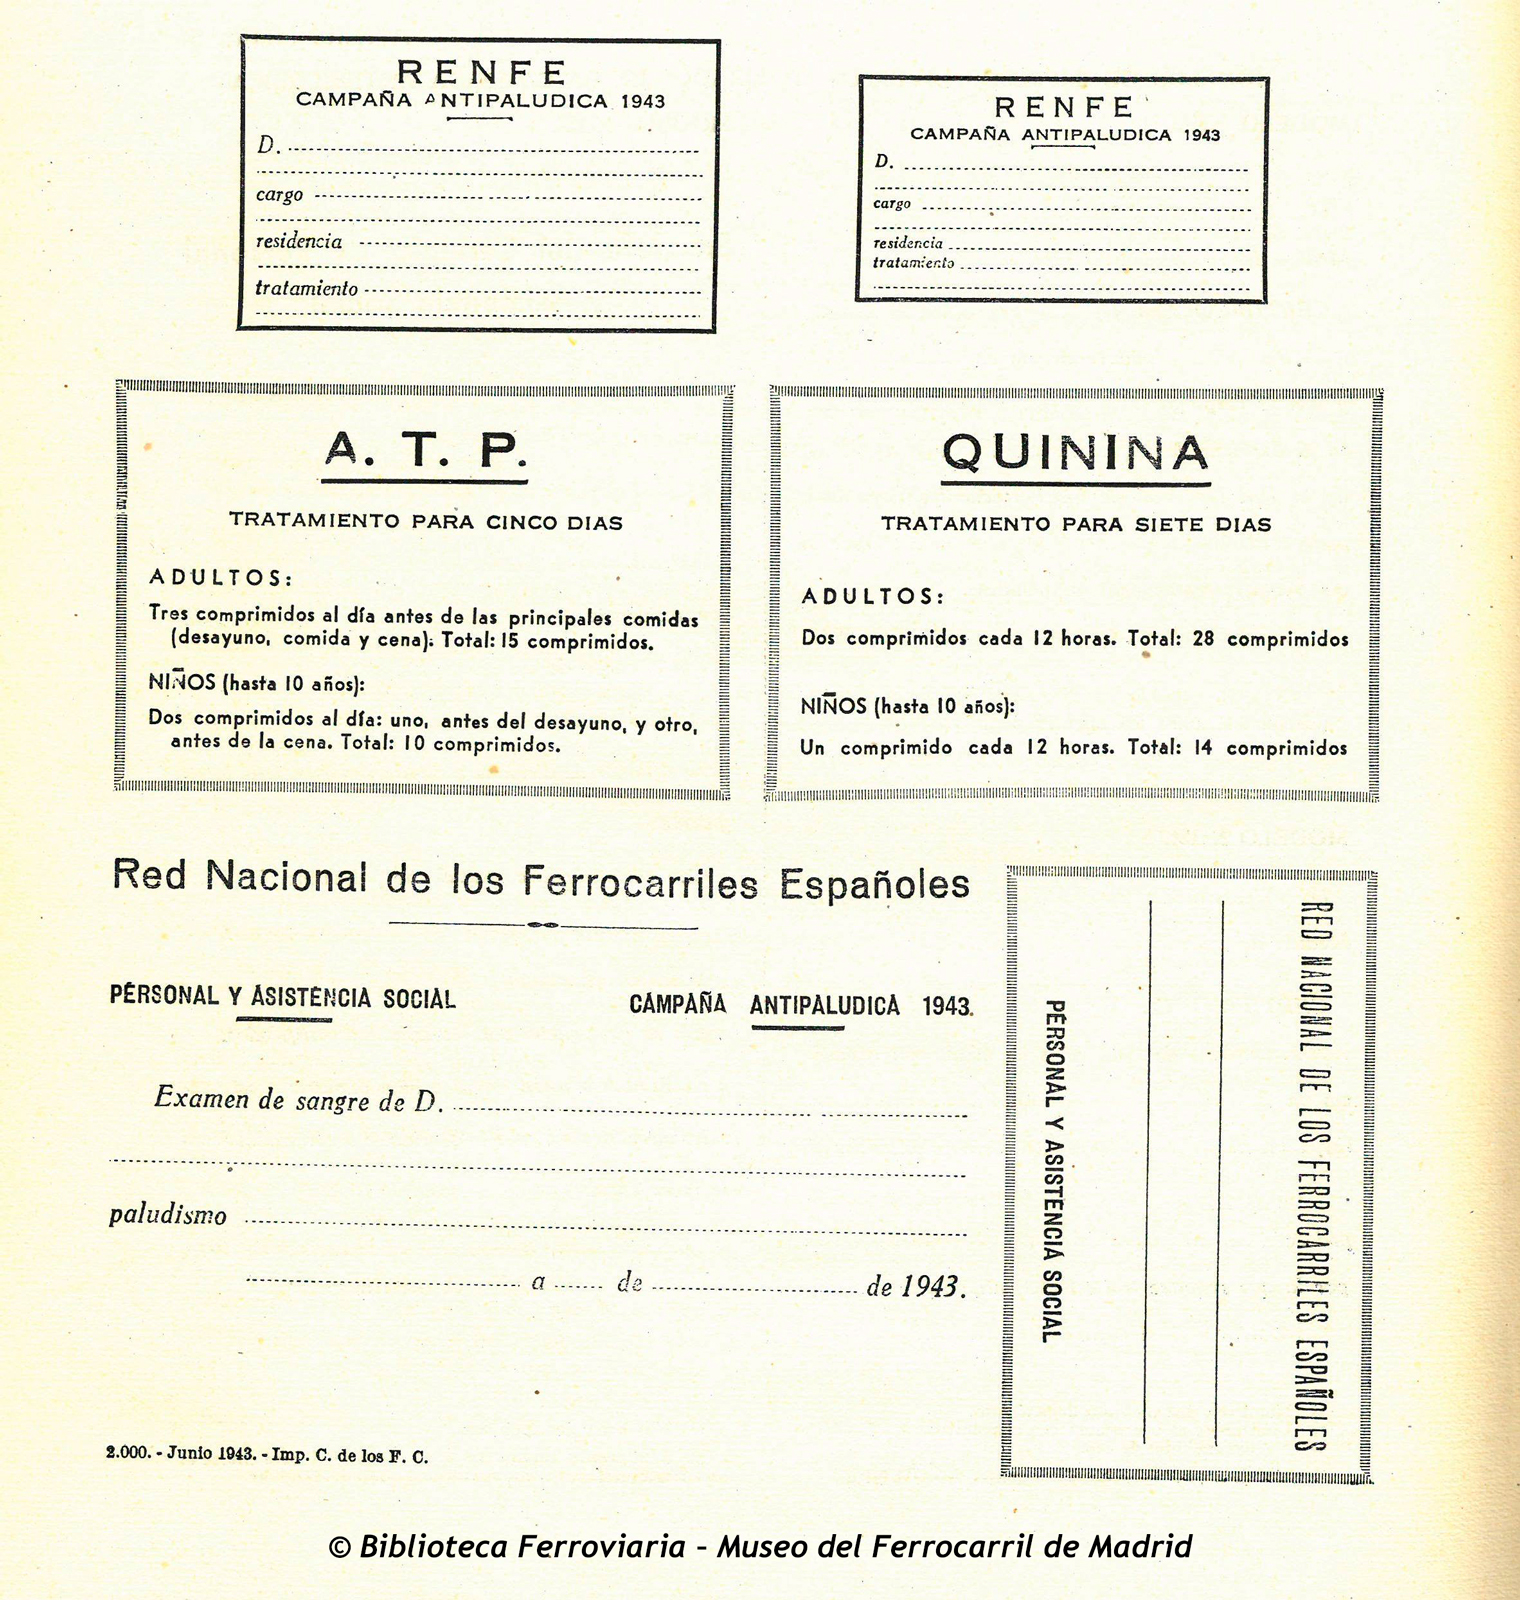 RENFE
CAMPAÑA ANTIPALUDICA 1943
D.
cargo
residencia
tratamiento
RENFE
CAMPAÑA ANTIPALUDICA 1943
D.
cargo
residencia
tratamiento
A. T. P.
TRATAMIENTO PARA CINCO DIAS
ADULTOS:
Tres comprimidos al día antes de las principales comidas
(desayuno, comida y cena); Total: 15 comprimidos.
NIÑOS (hasta 10 años):
Dos comprimidos al día: uno, antes del desayuno, y otro,
antes de la cena. Total: 10 comprimidos.
QUININA
TRATAMIENTO PARA SIETE DIAS
ADULTOS:
Dos comprimidos cada 12 horas. Total: 28 comprimidos
NIÑOS (hasta 10 años):
Un comprimido cada 12 horas. Total: 14 comprimidos
Red Nacional de los Ferrocarriles Españoles
PERSONAL Y ASISTENCIA SOCIAL
CAMPAÑA ANTIPALUDICA 1943.
Examen de sangre de D.
paludismo
a de de 1943.
2.000. - Junio 1943. - Imp. C. de los F. C.
RED NACIONAL DE LOS FERROCARRILES ESPAÑOLES
PERSONAL Y ASISTENCIA SOCIAL
© Biblioteca Ferroviaria – Museo del Ferrocarril de Madrid